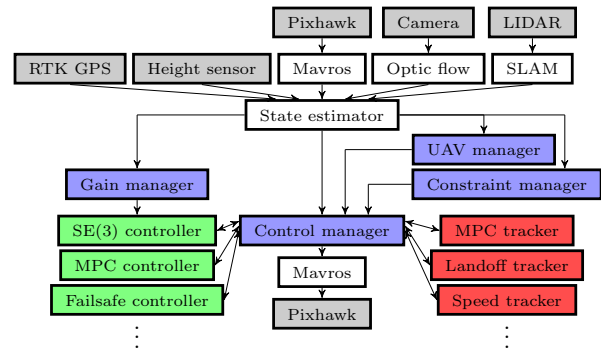 Pixhawk Camera LIDAR
RTK GPS Height sensor Mavros Optic flow SLAM
State estimator
UAV manager
Gain manager Constraint manager
SE(3) controller Control manager MPC tracker
MPC controller Mavros Landoff tracker
Failsafe controller Pixhawk Speed tracker